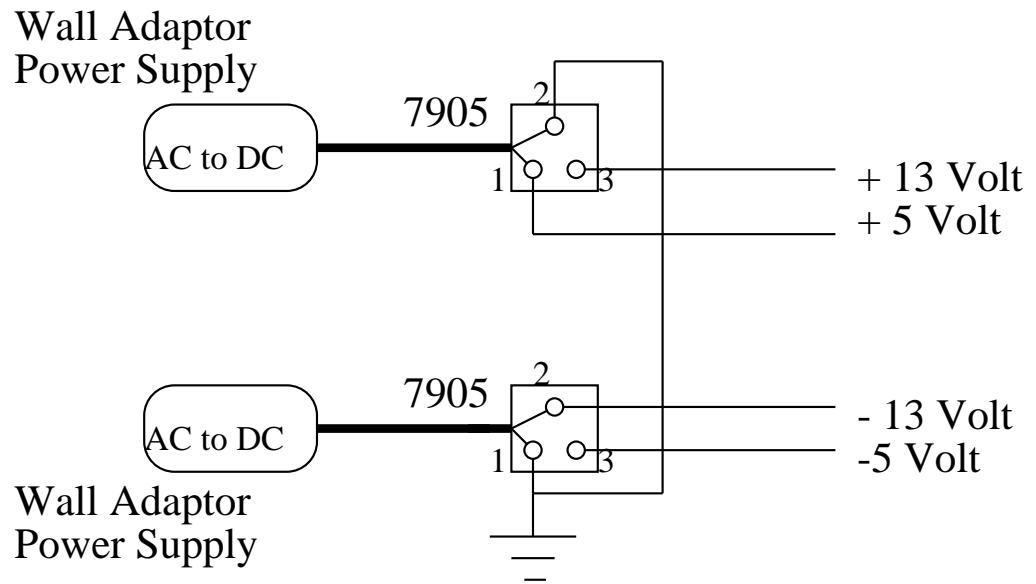 Wall Adaptor
Power Supply
7905
2
AC to DC
1
3
+ 13 Volt
+ 5 Volt
7905
2
AC to DC
1
3
- 13 Volt
-5 Volt
Wall Adaptor
Power Supply